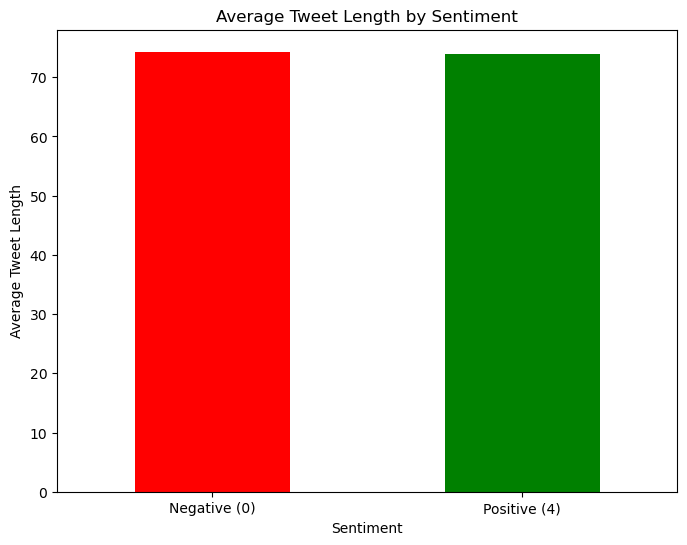 Average Tweet Length by Sentiment
Average Tweet Length
70
60
50
40
30
20
10
0
Negative (0)
Positive (4)
Sentiment